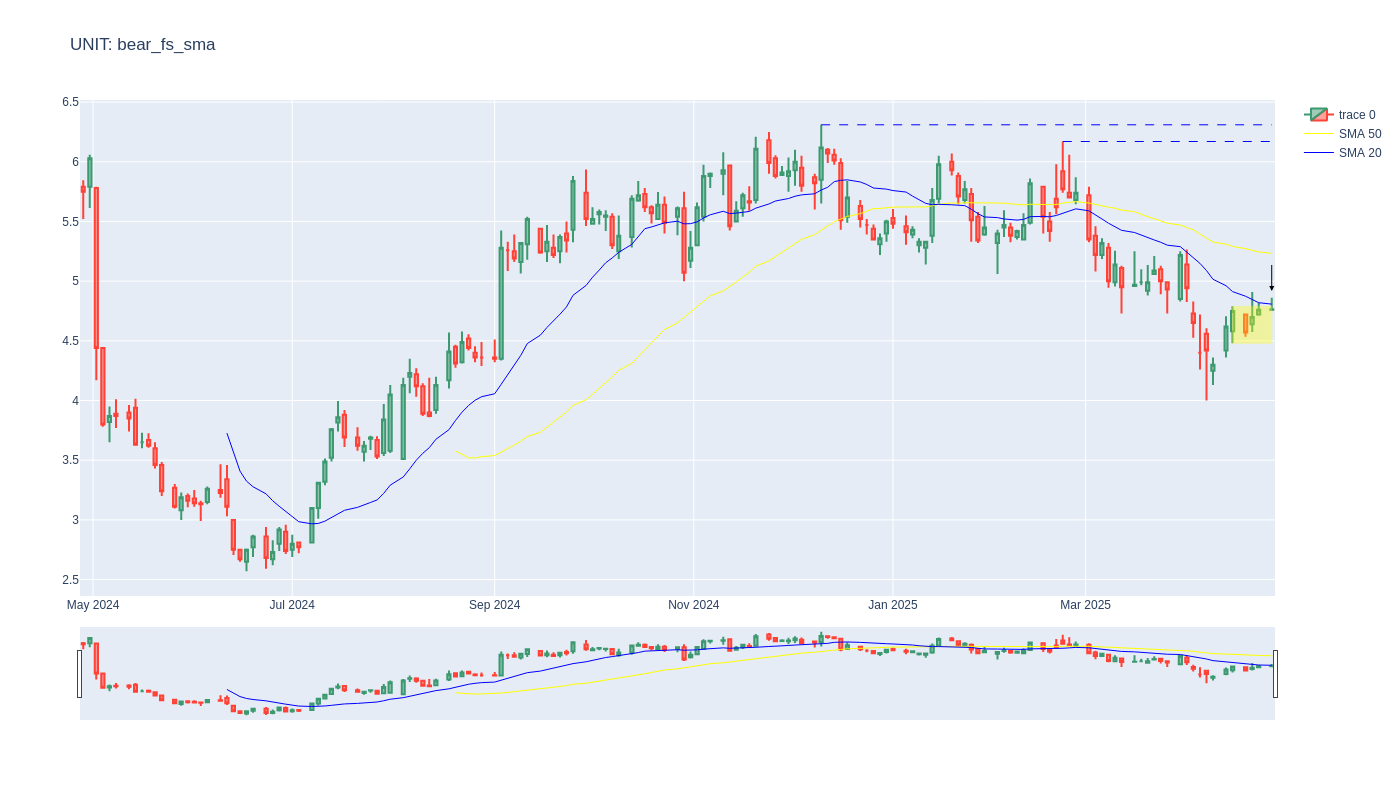 UNIT: bear_fs_sma
6.5
6
5.5
5
4.5
4
3.5
3
2.5
May 2024
Jul 2024
Sep 2024
Nov 2024
Jan 2025
Mar 2025
trace 0
SMA 50
SMA 20